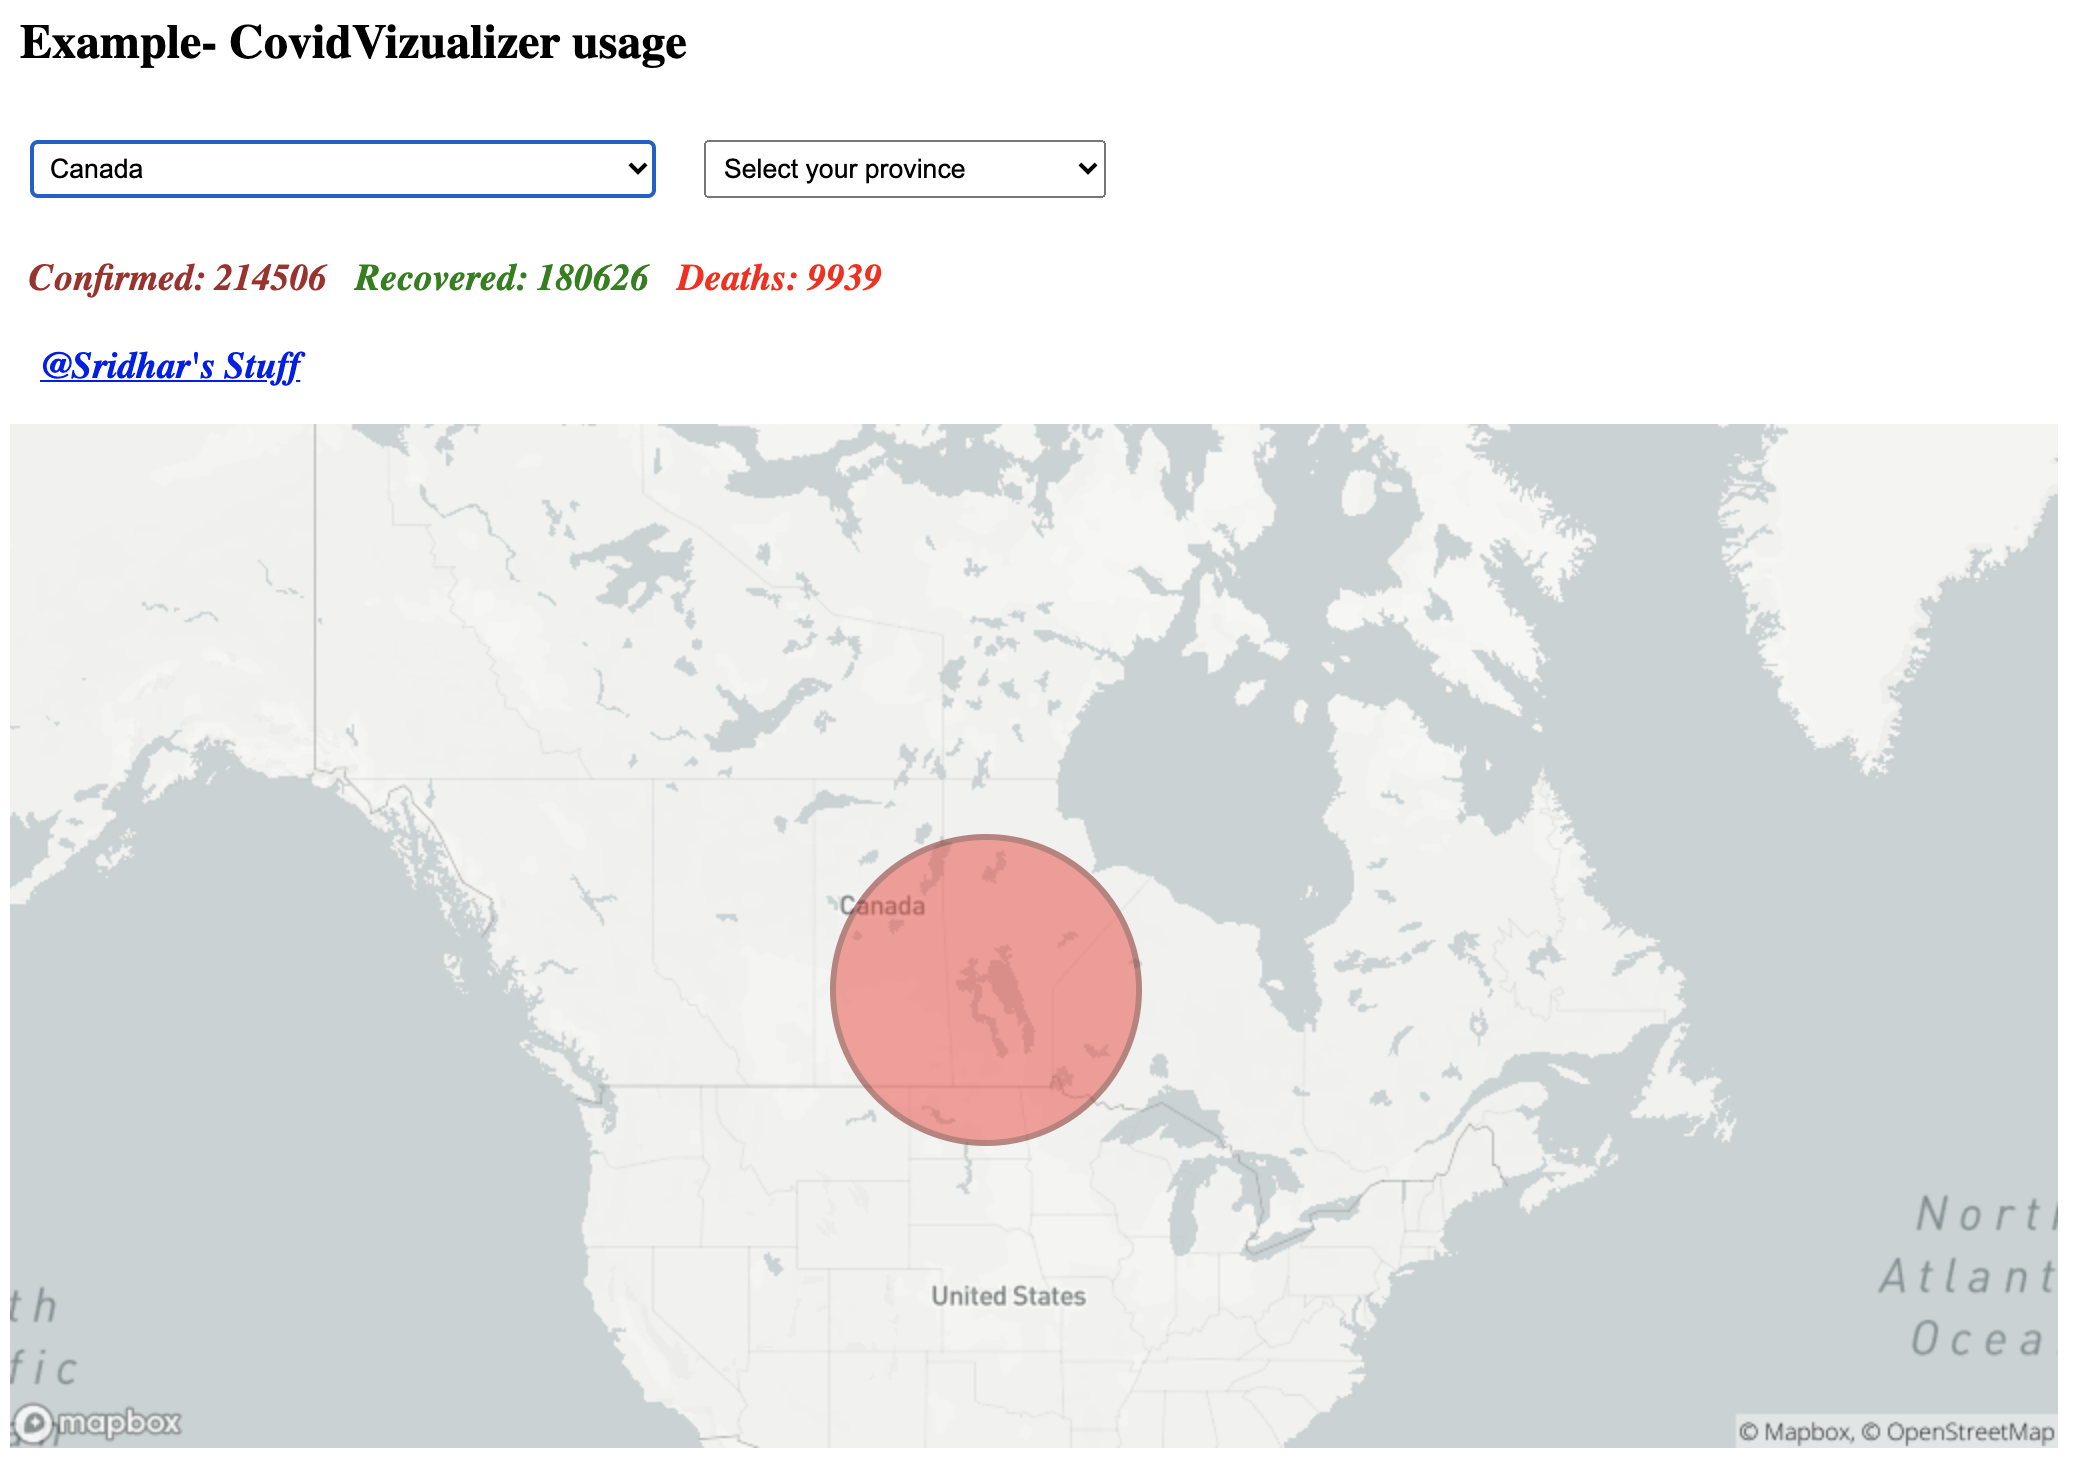 Example- CovidVizualizer usage
Canada Select your province
Confirmed: 214506 Recovered: 180626 Deaths: 9939
@Sridhar's Stuff
Canada
United States
North
Atlant
Ocea
th
fic
mapbox
© Mapbox, © OpenStreetMap